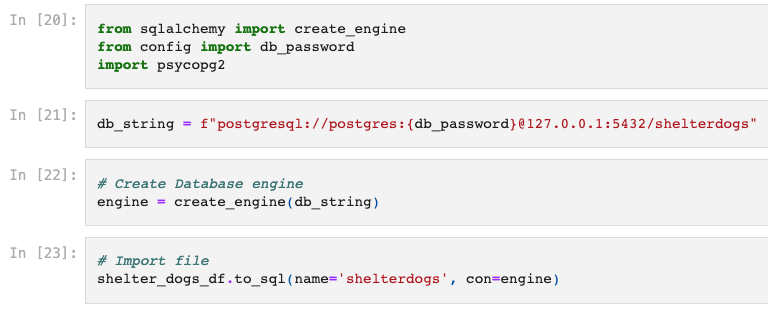 In [20]:
from sqlalchemy import create_engine
from config import db_password
import psycopg2
In [21]:
db_string = f"postgresql://postgres:{db_password}@127.0.0.1:5432/shelterdogs"
In [22]:
# Create Database engine
engine = create_engine(db_string)
In [23]:
# Import file
shelter_dogs_df.to_sql(name='shelterdogs', con=engine)